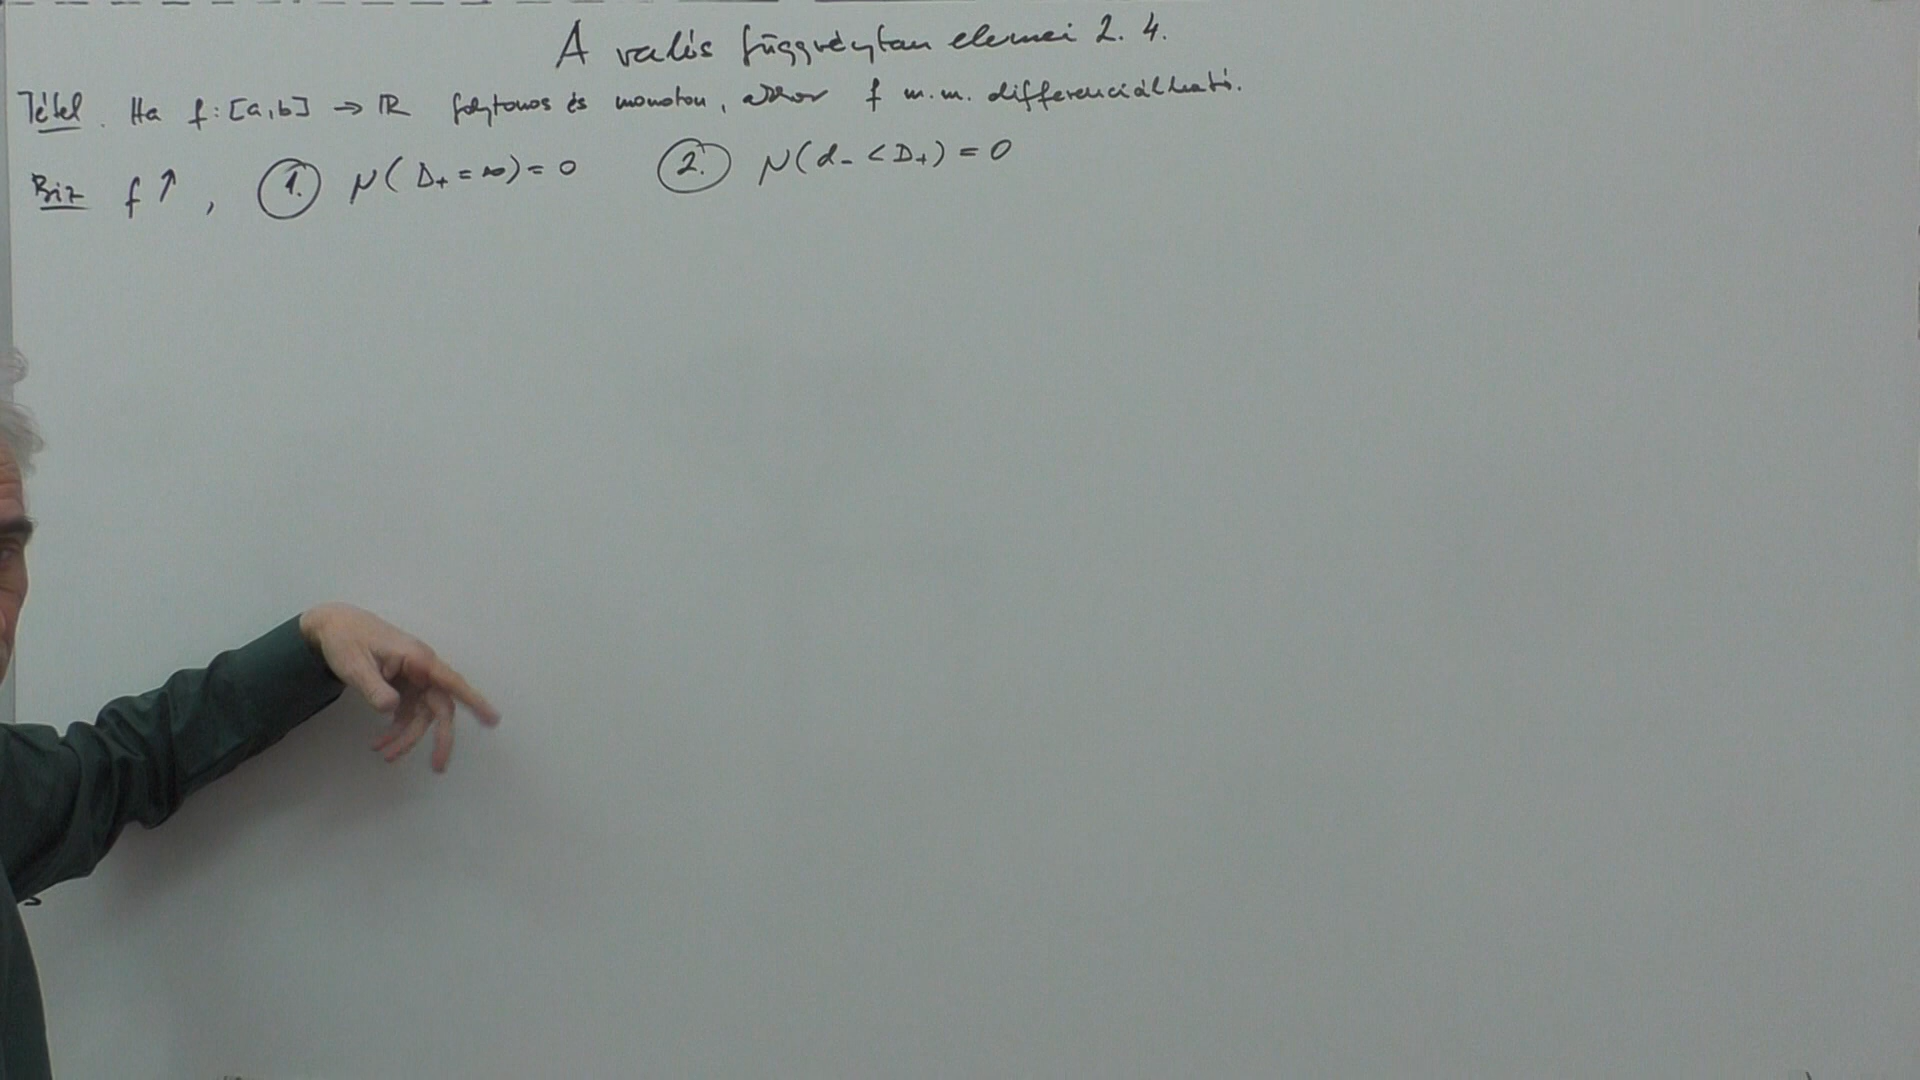 A valós függvénytan elemei 2. 4.
Tétel. Ha f: [a,b] → ℝ folytonos és monoton, akkor f m.m. differenciálható.
Biz f↑, ① μ(D₊ = ∞) = 0 ② μ(d₋ < D₊) = 0